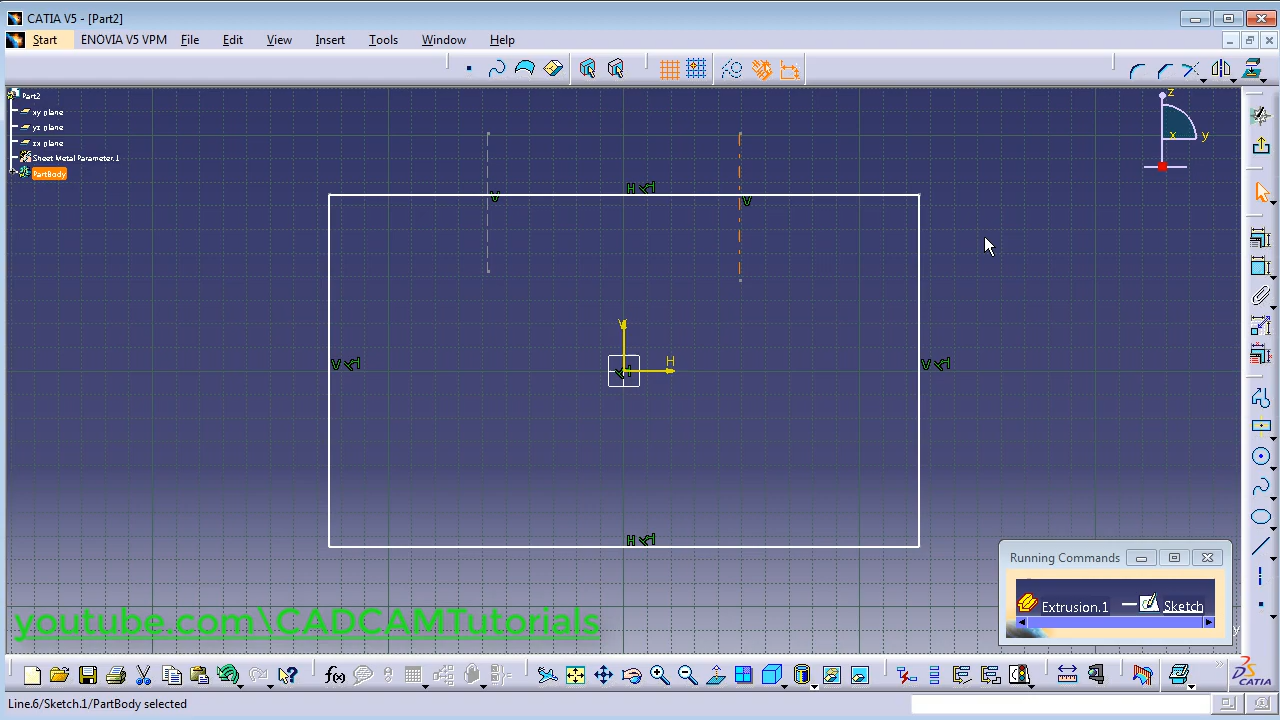 CATIA V5 - [Part2]
Start ENOVIA V5 VPM File Edit View Insert Tools Window Help
Part2
xy plane
yz plane
zx plane
Sheet Metal Parameter.1
PartBody
z
x y
H
V V
V
H
V V
H
Running Commands
Extrusion.1 Sketch
youtube.com\CADCAMTutorials
y
f(x)
CATIA
Line.6/Sketch.1/PartBody selected